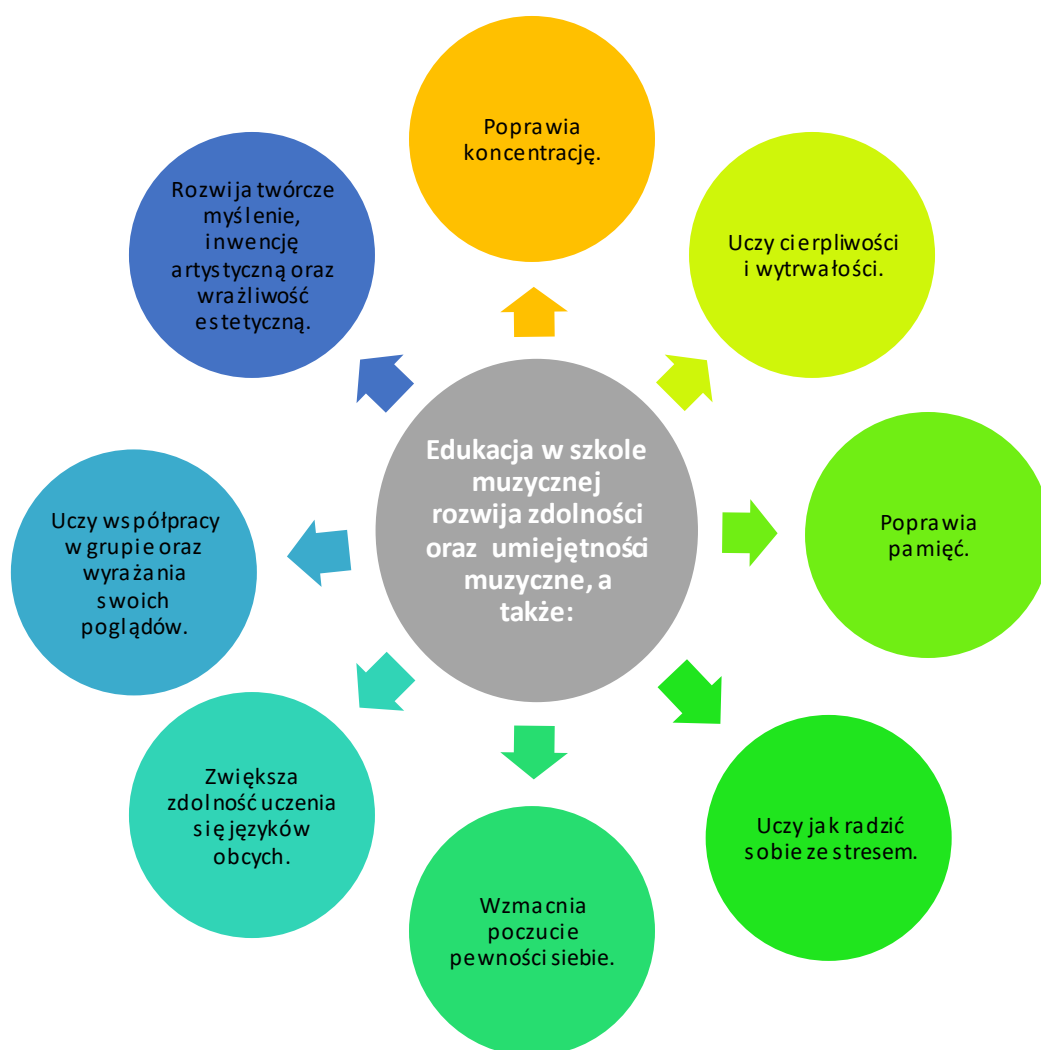 Poprawia
koncentrację.
Uczy cierpliwości
i wytrwałości.
Poprawia
pamięć.
Uczy jak radzić
sobie ze stresem.
Wzmacnia
poczucie
pewności siebie.
Zwiększa
zdolność uczenia
się języków
obcych.
Uczy współpracy
w grupie oraz
wyrażania
swoich
poglądów.
Rozwija twórcze
myślenie,
inwencję
artystyczną oraz
wrażliwość
estetyczną.
Edukacja w szkole
muzycznej
rozwija zdolności
oraz umiejętności
muzyczne, a
także: